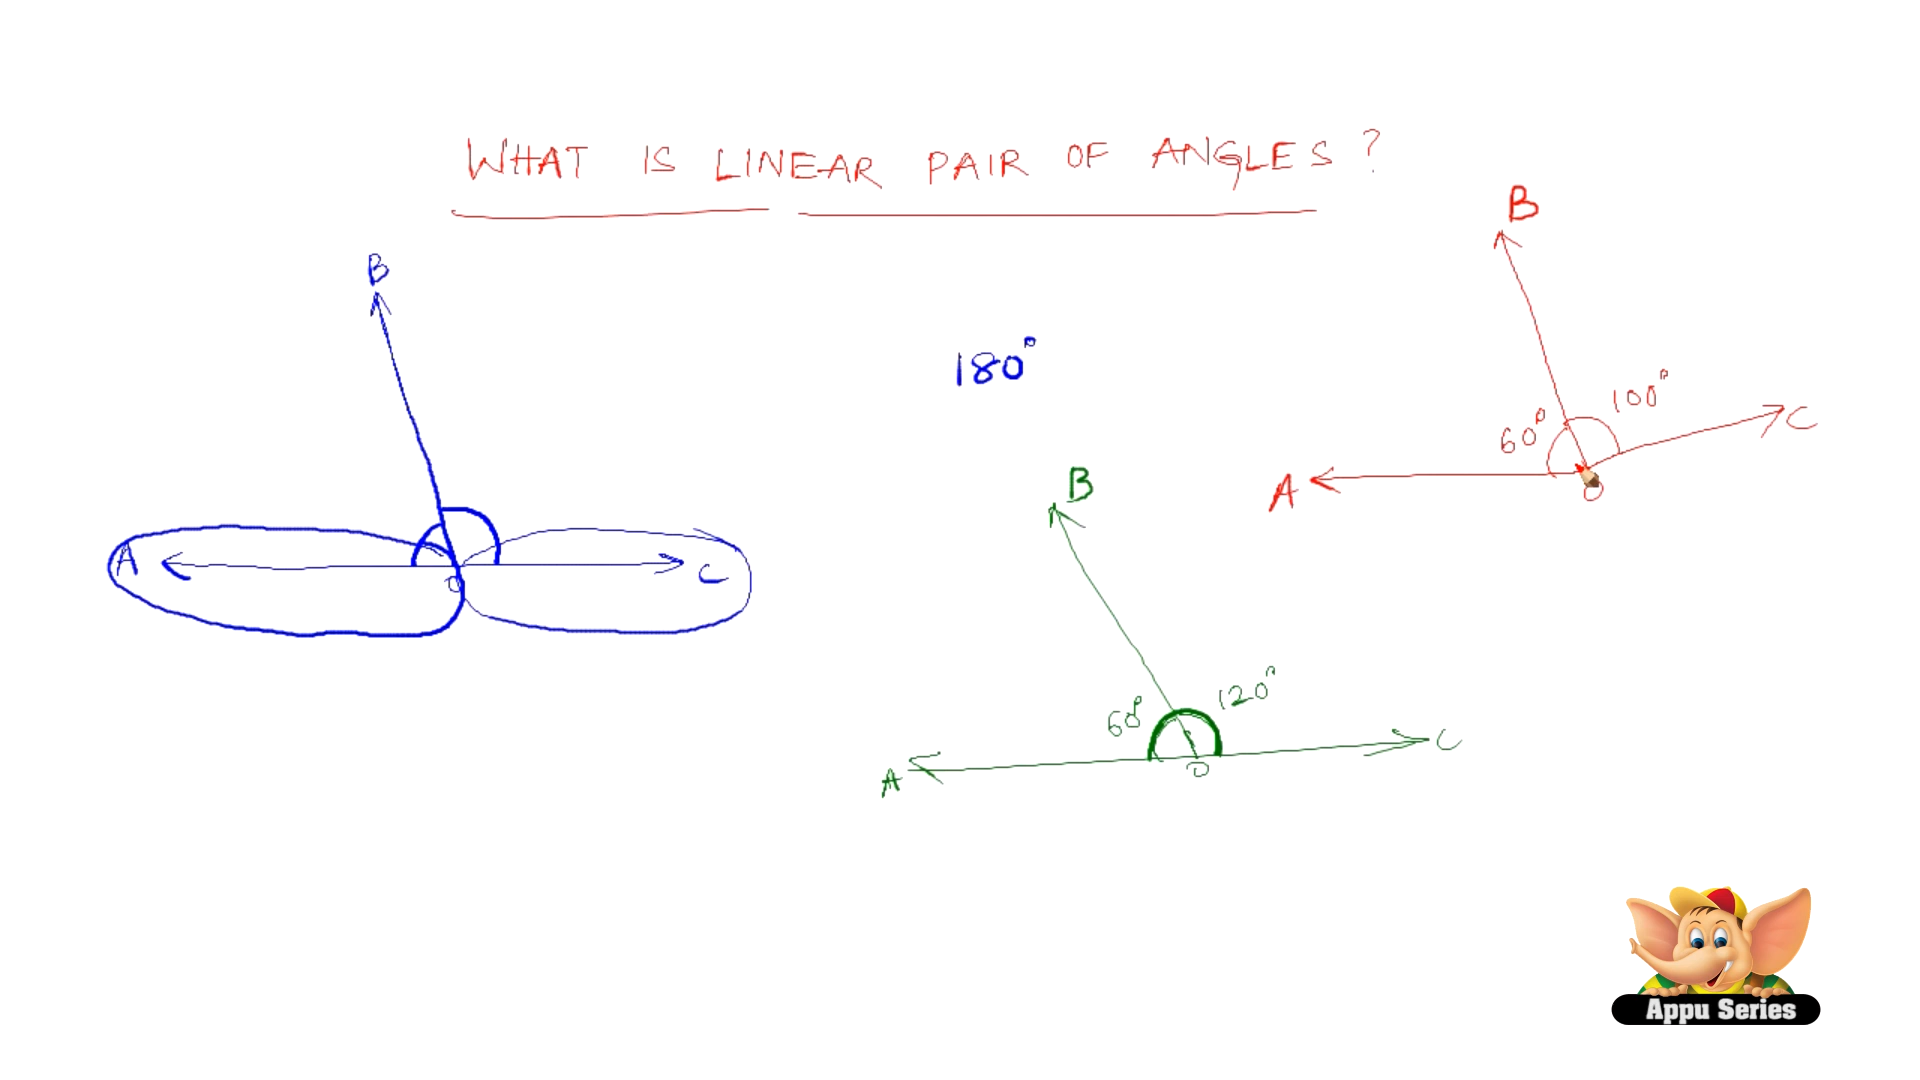 WHAT IS LINEAR PAIR OF ANGLES?
B
A
O
C
180°
B
60°
120°
A
O
C
B
60°
100°
A
O
C
Appu Series